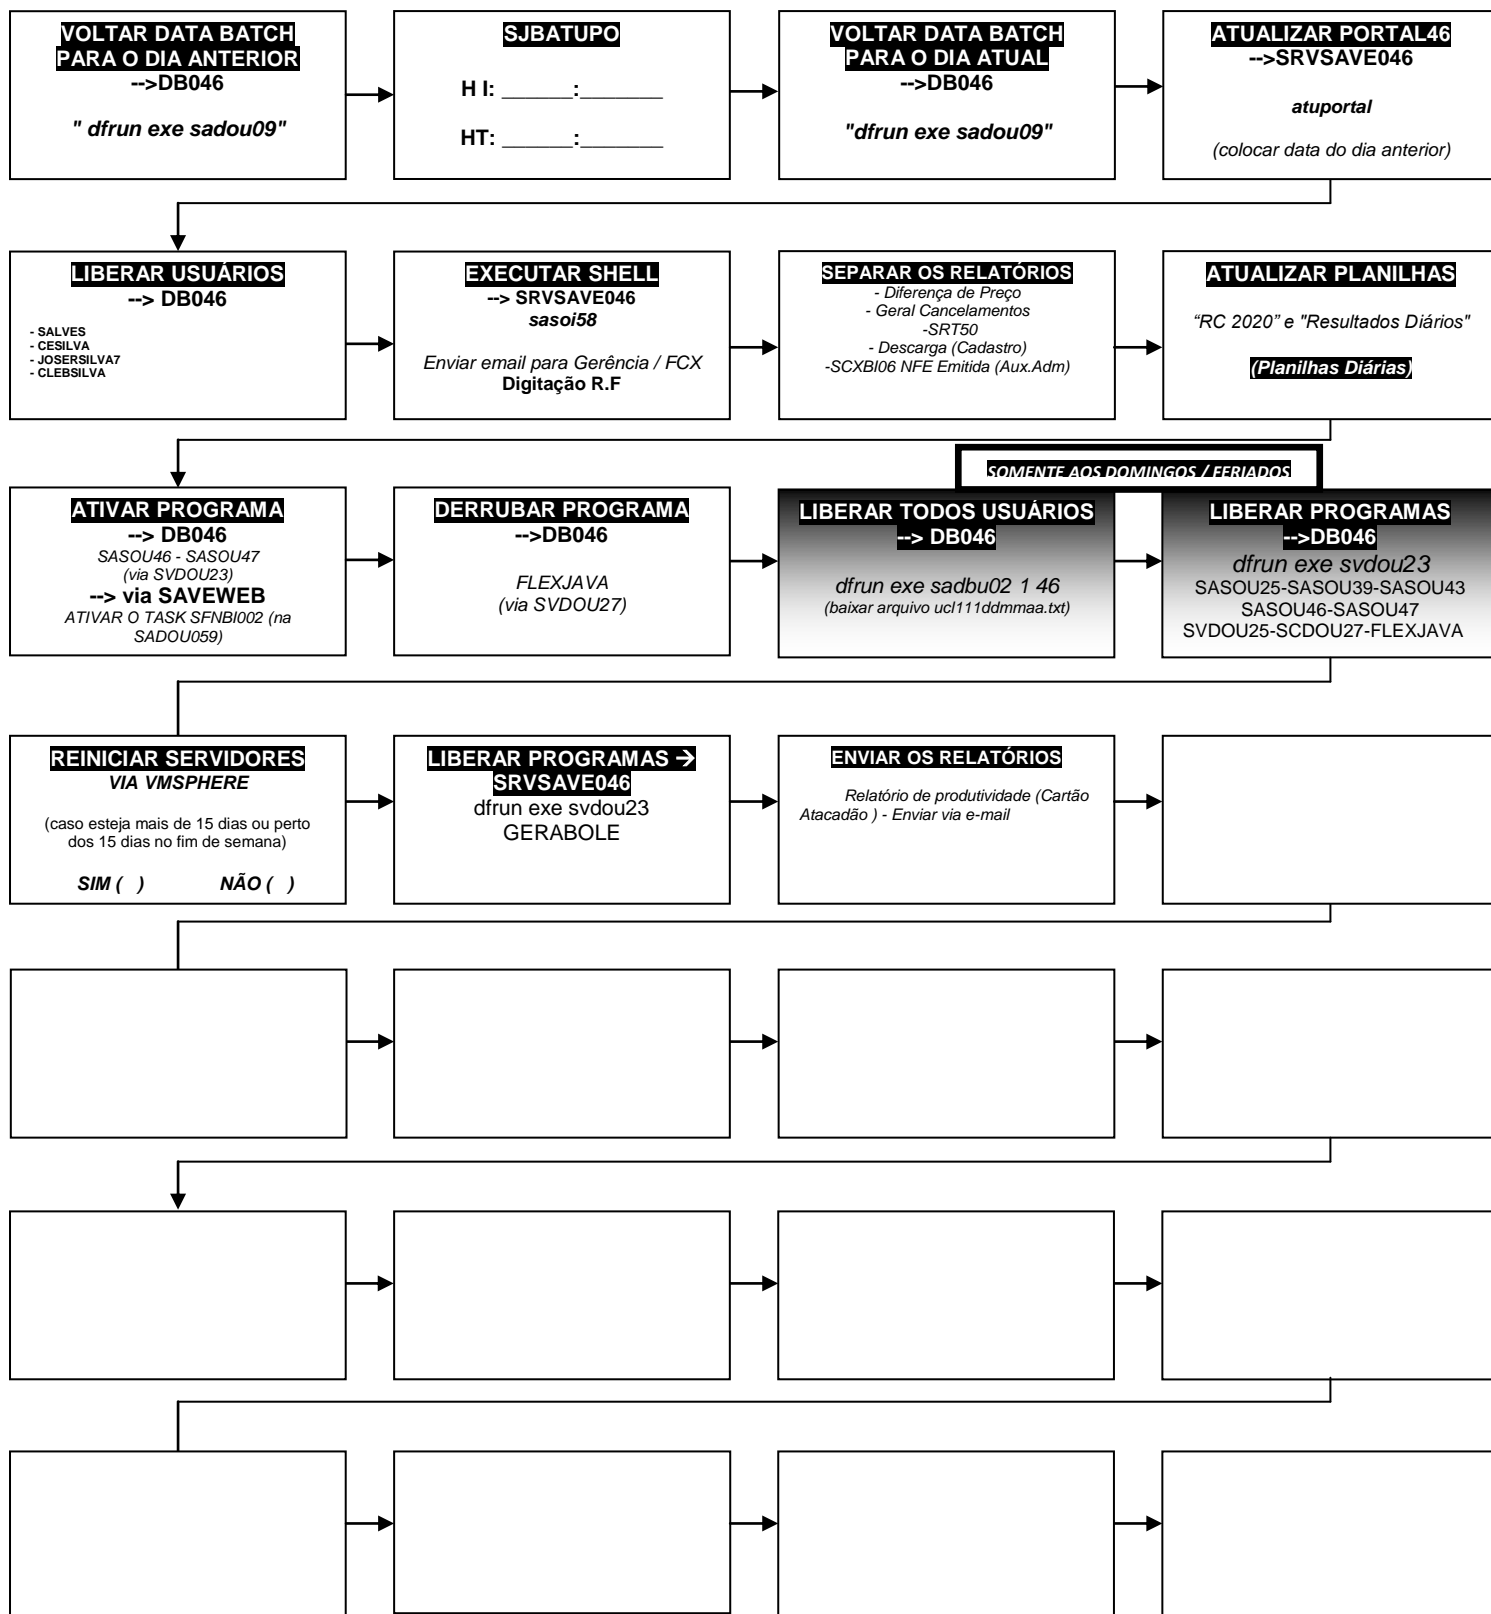 VOLTAR DATA BATCH
PARA O DIA ANTERIOR
-->DB046
" dfrun exe sadou09"
SJBATUPO
H I: ______:_______
HT: ______:_______
VOLTAR DATA BATCH
PARA O DIA ATUAL
-->DB046
"dfrun exe sadou09"
ATUALIZAR PORTAL46
-->SRVSAVE046
atuportal
(colocar data do dia anterior)
LIBERAR USUÁRIOS
--> DB046
- SALVES
- CESILVA
- JOSERSILVA7
- CLEBSILVA
EXECUTAR SHELL
--> SRVSAVE046
sasoi58
Enviar email para Gerência / FCX
Digitação R.F
SEPARAR OS RELATÓRIOS
- Diferença de Preço
- Geral Cancelamentos
-SRT50
- Descarga (Cadastro)
-SCXBI06 NFE Emitida (Aux.Adm)
ATUALIZAR PLANILHAS
“RC 2020” e "Resultados Diários"
(Planilhas Diárias)
ATIVAR PROGRAMA
--> DB046
SASOU46 - SASOU47
(via SVDOU23)
--> via SAVEWEB
ATIVAR O TASK SFNBI002 (na
SADOU059)
DERRUBAR PROGRAMA
-->DB046
FLEXJAVA
(via SVDOU27)
SOMENTE AOS DOMINGOS / FERIADOS
LIBERAR TODOS USUÁRIOS
--> DB046
dfrun exe sadbu02 1 46
(baixar arquivo ucl111ddmmaa.txt)
LIBERAR PROGRAMAS
-->DB046
dfrun exe svdou23
SASOU25-SASOU39-SASOU43
SASOU46-SASOU47
SVDOU25-SCDOU27-FLEXJAVA
REINICIAR SERVIDORES
VIA VMSPHERE
(caso esteja mais de 15 dias ou perto
dos 15 dias no fim de semana)
SIM (   ) NÃO (   )
LIBERAR PROGRAMAS →
SRVSAVE046
dfrun exe svdou23
GERABOLE
ENVIAR OS RELATÓRIOS
Relatório de produtividade (Cartão
Atacadão ) - Enviar via e-mail